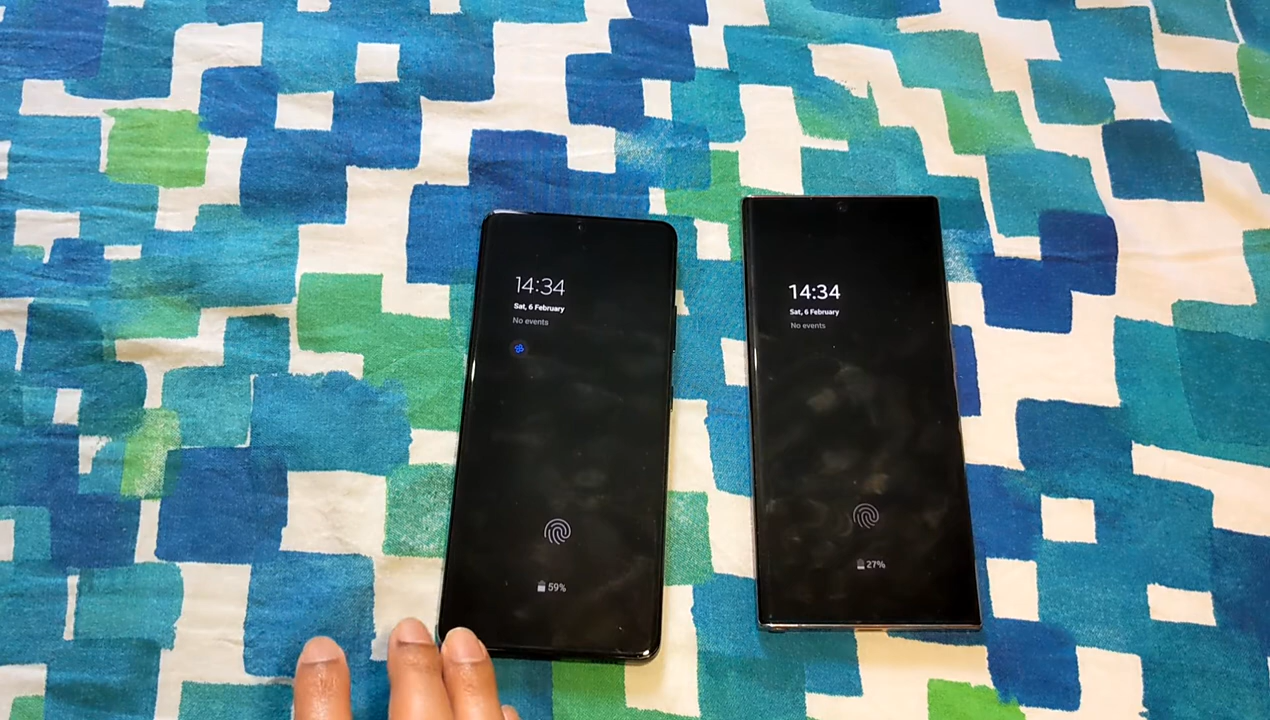 14:34
Sat, 6 February
No events
59%
14:34
Sat, 6 February
No events
27%